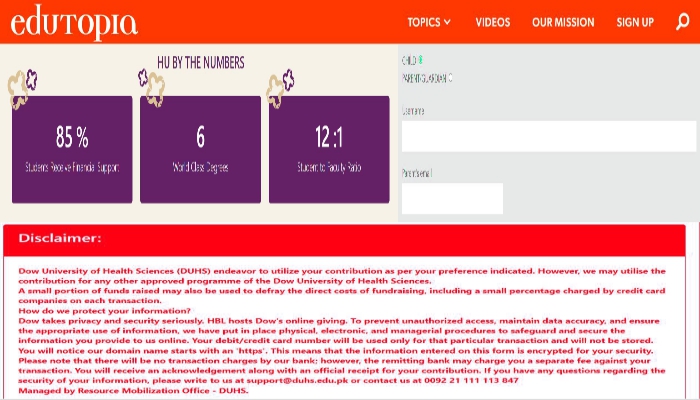 edutopia
TOPICS VIDEOS OUR MISSION SIGN UP
HU BY THE NUMBERS
85 %
Students Receive Financial Support
6
World Class Degrees
12 :1
Student to Faculty Ratio
CHILD
PARENT/GUARDIAN
Username
Parent's email
Disclaimer:
Dow University of Health Sciences (DUHS) endeavor to utilize your contribution as per your preference indicated. However, we may utilise the
contribution for any other approved programme of the Dow University of Health Sciences.
A small portion of funds raised may also be used to defray the direct costs of fundraising, including a small percentage charged by credit card
companies on each transaction.
How do we protect your information?
Dow takes privacy and security seriously. HBL hosts Dow's online giving. To prevent unauthorized access, maintain data accuracy, and ensure
the appropriate use of information, we have put in place physical, electronic, and managerial procedures to safeguard and secure the
information you provide to us online. Your debit/credit card number will be used only for that particular transaction and will not be stored.
You will notice our domain name starts with an 'https'. This means that the information entered on this form is encrypted for your security.
Please note that there will be no transaction charges by our bank; however, the remitting bank may charge you a separate fee against your
transaction. You will receive an acknowledgement along with an official receipt for your contribution. If you have any questions regarding the
security of your information, please write to us at support@duhs.edu.pk or contact us at 0092 21 111 113 847
Managed by Resource Mobilization Office - DUHS.